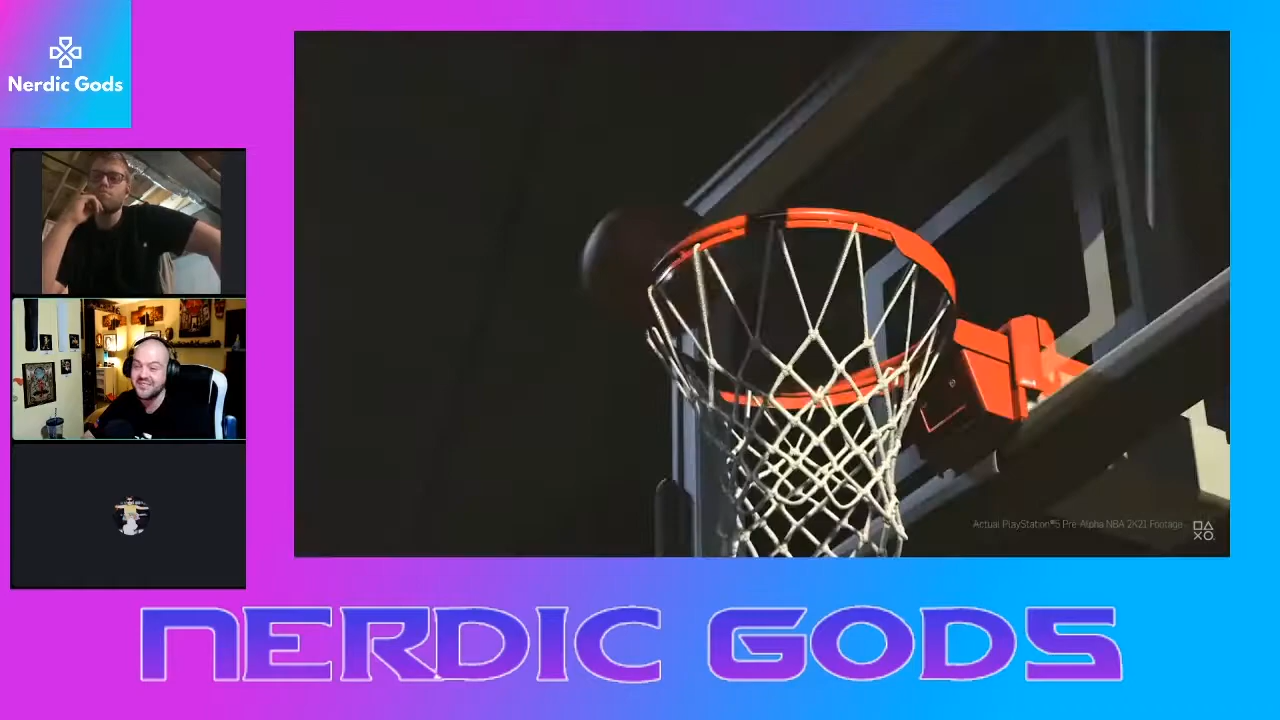 Nerdic Gods
Actual PlayStation®5 Pre-Alpha NBA 2K21 Footage
NERDIC GODS